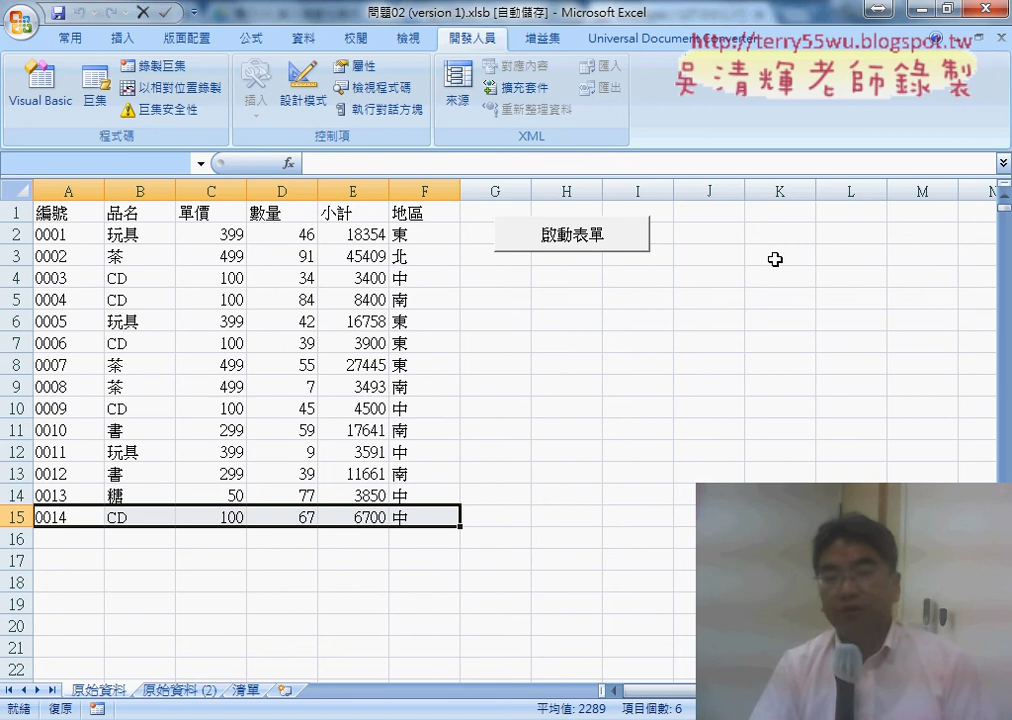 問題02 (version 1).xlsb [自動儲存] - Microsoft Excel
常用 插入 版面配置 公式 資料 校閱 檢視 開發人員 增益集 Universal Document Converter
http://terry55wu.blogspot.tw
吳清輝老師錄製
Visual Basic 巨集 錄製巨集 以相對位置錄製 巨集安全性
程式碼
插入 設計模式 屬性 檢視程式碼 執行對話方塊
控制項
來源 對應內容 擴充套件 重新整理資料 匯入 匯出
XML
fx
A B C D E F G H I J K L M N
1 編號 品名 單價 數量 小計 地區
2 0001 玩具 399 46 18354 東
啟動表單
3 0002 茶 499 91 45409 北
4 0003 CD 100 34 3400 中
5 0004 CD 100 84 8400 南
6 0005 玩具 399 42 16758 東
7 0006 CD 100 39 3900 東
8 0007 茶 499 55 27445 東
9 0008 茶 499 7 3493 南
10 0009 CD 100 45 4500 中
11 0010 書 299 59 17641 南
12 0011 玩具 399 9 3591 中
13 0012 書 299 39 11661 南
14 0013 糖 50 77 3850 中
15 0014 CD 100 67 6700 中
16
17
18
19
20
21
22
原始資料 原始資料 (2) 清單
就緒 復原 平均值: 2289 項目個數: 6